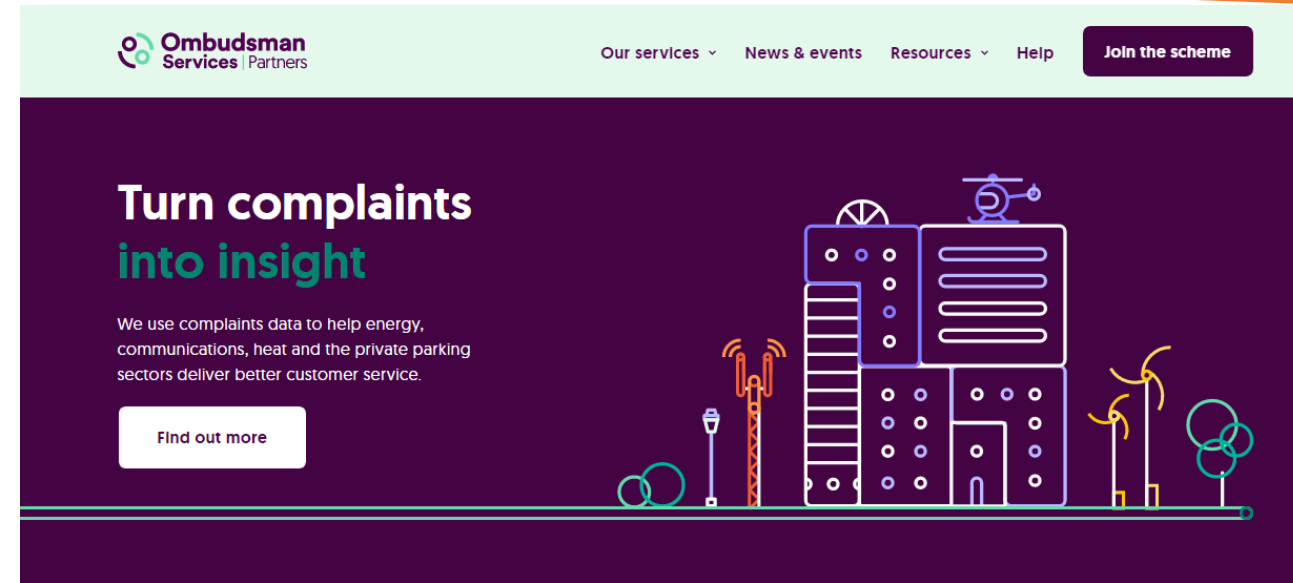 Ombudsman
Services | Partners
Our services
News & events
Resources
Help
Join the scheme
Turn complaints
into insight
We use complaints data to help energy,
communications, heat and the private parking
sectors deliver better customer service.
Find out more